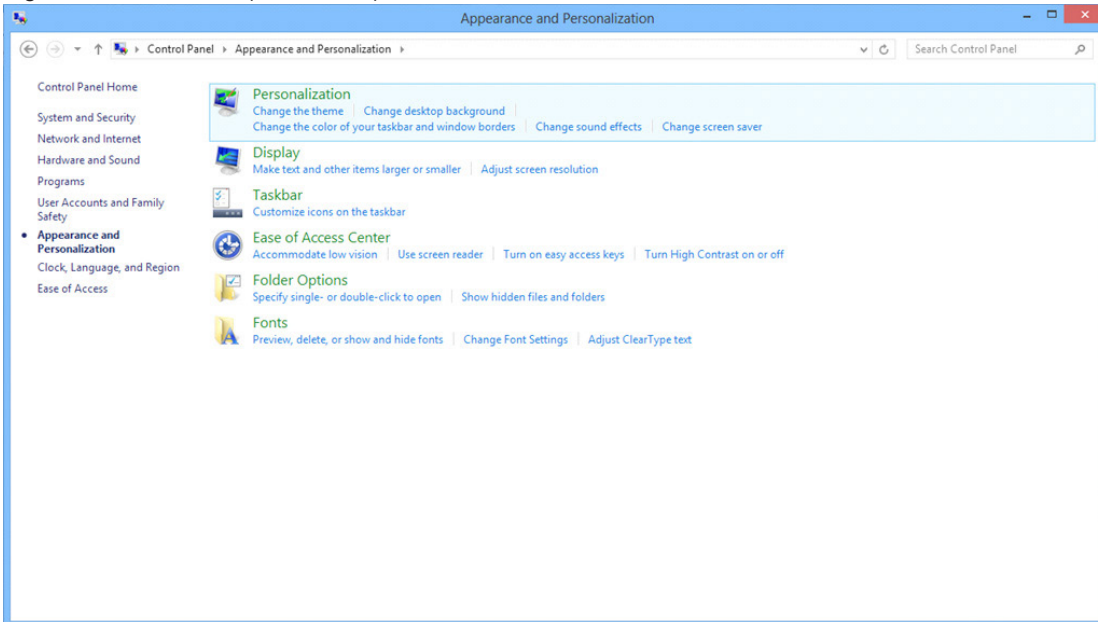 Appearance and Personalization
Control Panel Appearance and Personalization
Search Control Panel
Control Panel Home
System and Security
Network and Internet
Hardware and Sound
Programs
User Accounts and Family
Safety
Appearance and
Personalization
Clock, Language, and Region
Ease of Access
Personalization
Change the theme Change desktop background
Change the color of your taskbar and window borders Change sound effects Change screen saver
Display
Make text and other items larger or smaller Adjust screen resolution
Taskbar
Customize icons on the taskbar
Ease of Access Center
Accommodate low vision Use screen reader Turn on easy access keys Turn High Contrast on or off
Folder Options
Specify single- or double-click to open Show hidden files and folders
Fonts
Preview, delete, or show and hide fonts Change Font Settings Adjust ClearType text